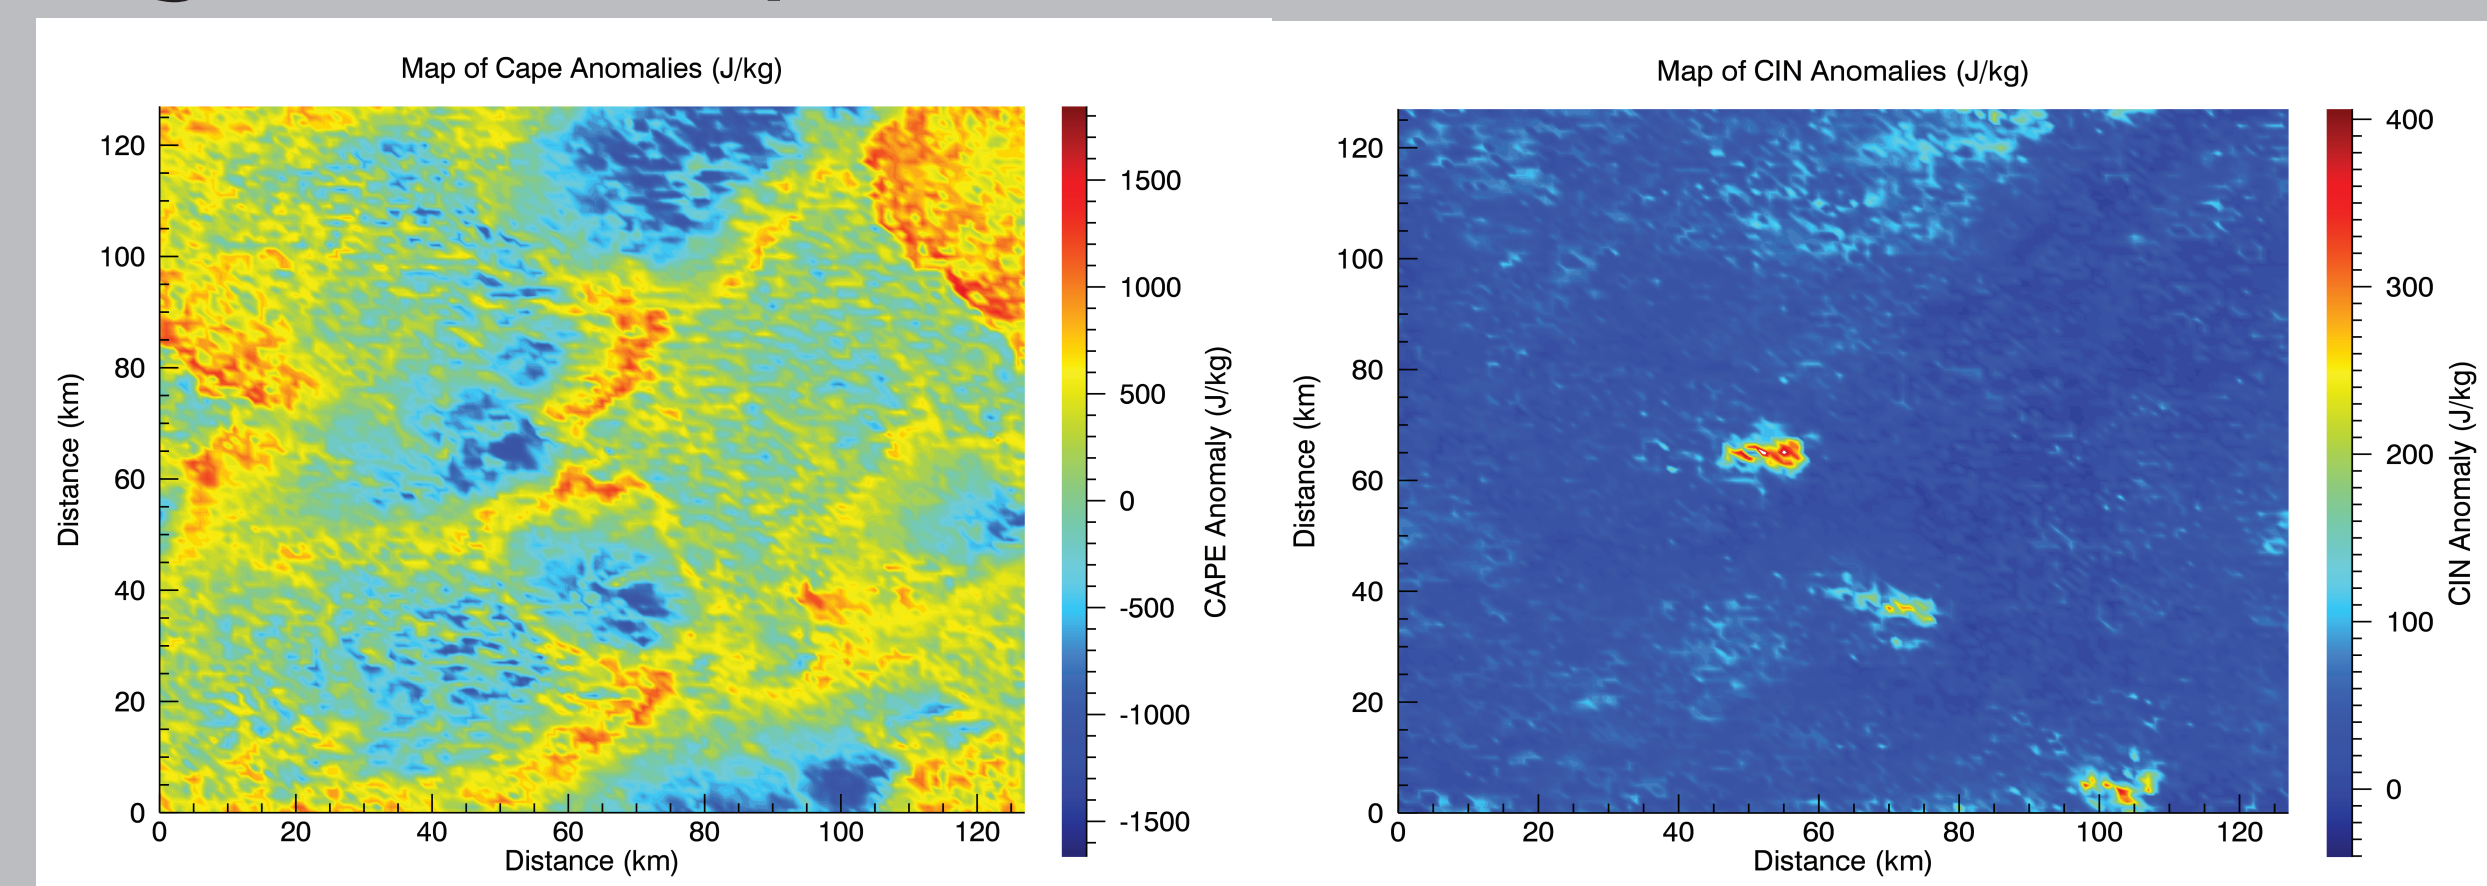 Map of Cape Anomalies (J/kg)
120
100
80
60
40
20
0
Distance (km)
0 20 40 60 80 100 120
Distance (km)
1500
1000
500
0
-500
-1000
-1500
CAPE Anomaly (J/kg)
Map of CIN Anomalies (J/kg)
120
100
80
60
40
20
0
Distance (km)
0 20 40 60 80 100 120
Distance (km)
400
300
200
100
0
CIN Anomaly (J/kg)